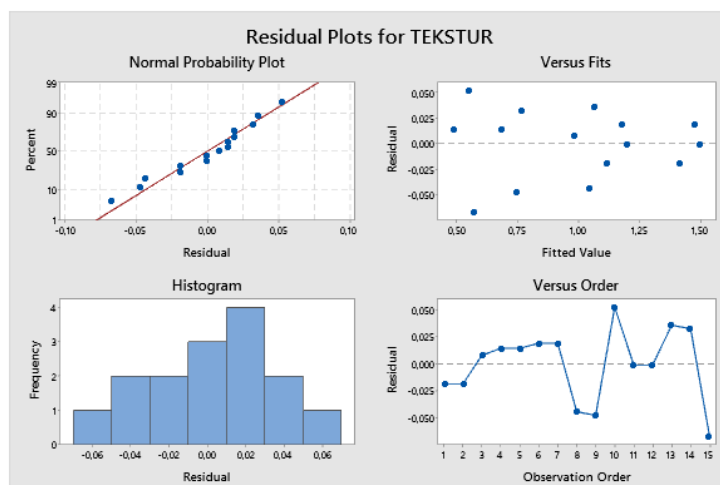 Residual Plots for TEKSTUR
Normal Probability Plot
99
90
50
10
1
Percent
-0,10 -0,05 0,00 0,05 0,10
Residual
Versus Fits
0,050
0,025
0,000
-0,025
-0,050
Residual
0,50 0,75 1,00 1,25 1,50
Fitted Value
Histogram
4
3
2
1
0
Frequency
-0,06 -0,04 -0,02 0,00 0,02 0,04 0,06
Residual
Versus Order
0,050
0,025
0,000
-0,025
-0,050
Residual
1 2 3 4 5 6 7 8 9 10 11 12 13 14 15
Observation Order